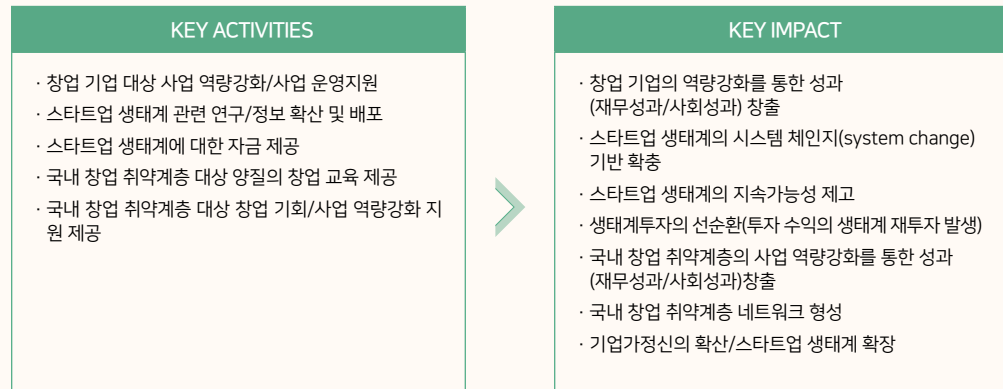 KEY ACTIVITIES
· 창업 기업 대상 사업 역량강화/사업 운영지원
· 스타트업 생태계 관련 연구/정보 확산 및 배포
· 스타트업 생태계에 대한 자금 제공
· 국내 창업 취약계층 대상 양질의 창업 교육 제공
· 국내 창업 취약계층 대상 창업 기회/사업 역량강화 지
원 제공
KEY IMPACT
· 창업 기업의 역량강화를 통한 성과
(재무성과/사회성과) 창출
· 스타트업 생태계의 시스템 체인지(system change)
기반 확충
· 스타트업 생태계의 지속가능성 제고
· 생태계투자의 선순환(투자 수익의 생태계 재투자 발생)
· 국내 창업 취약계층의 사업 역량강화를 통한 성과
(재무성과/사회성과)창출
· 국내 창업 취약계층 네트워크 형성
· 기업가정신의 확산/스타트업 생태계 확장